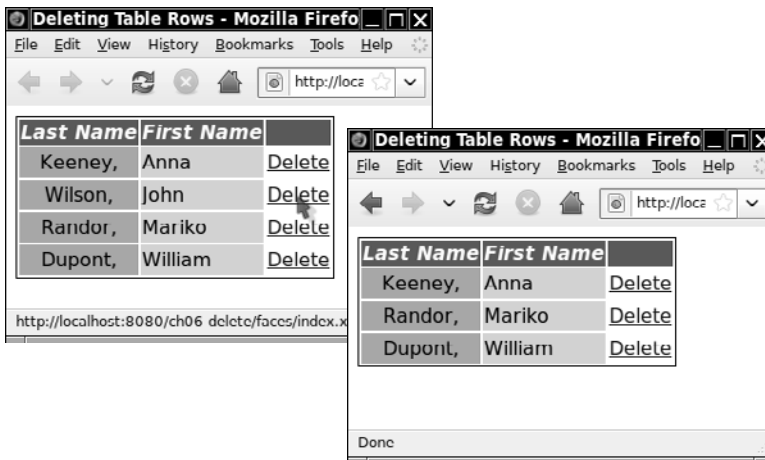 Deleting Table Rows - Mozilla Firefo
File Edit View History Bookmarks Tools Help
http://loca
Last Name First Name
Keeney, Anna Delete
Wilson, John Delete
Randor, Mariko Delete
Dupont, William Delete
http://localhost:8080/ch06 delete/faces/index.x
Deleting Table Rows - Mozilla Firefo
File Edit View History Bookmarks Tools Help
http://loca
Last Name First Name
Keeney, Anna Delete
Randor, Mariko Delete
Dupont, William Delete
Done